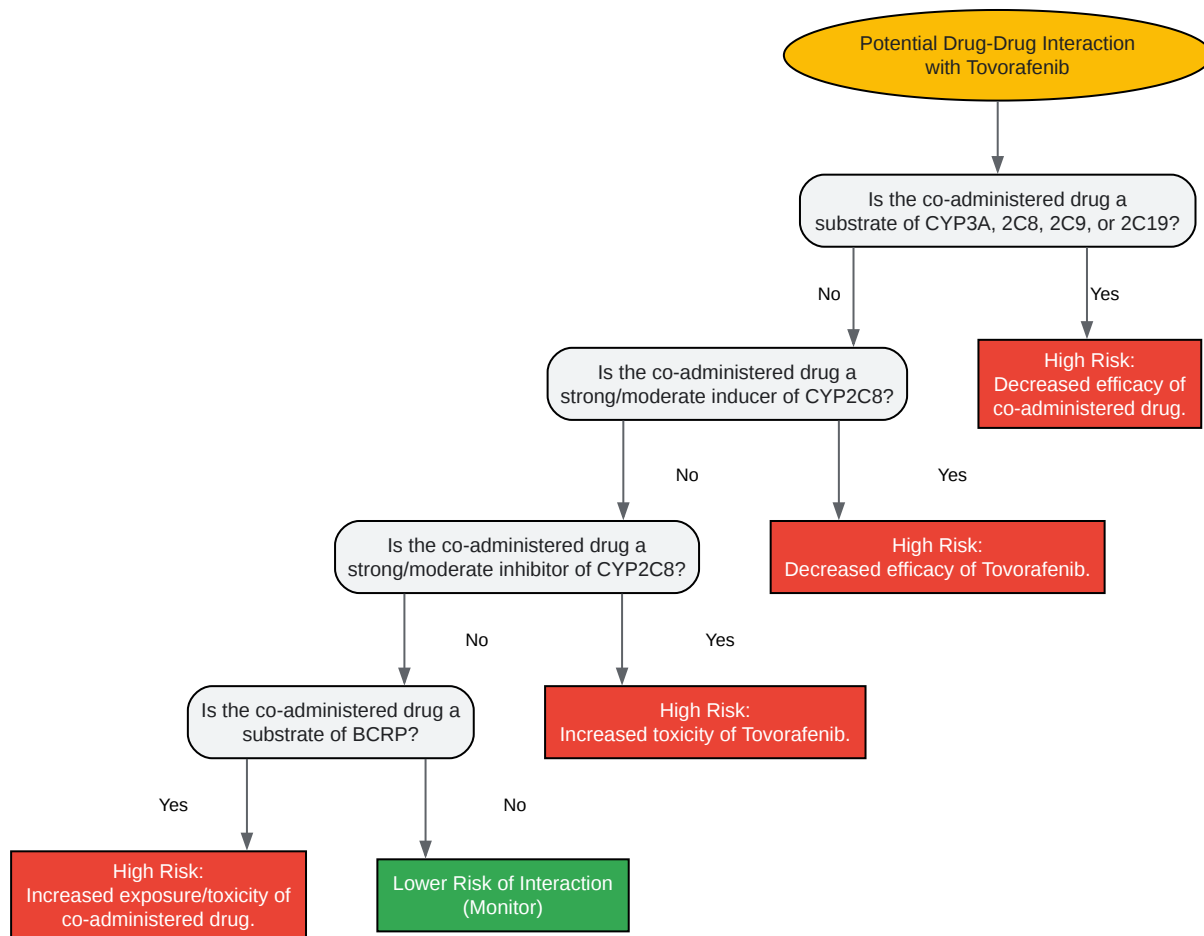 Potential Drug-Drug Interaction
with Tovorafenib
Is the co-administered drug a
substrate of CYP3A, 2C8, 2C9, or 2C19?
No
Yes
High Risk:
Decreased efficacy of
co-administered drug.
Is the co-administered drug a
strong/moderate inducer of CYP2C8?
No
Yes
High Risk:
Decreased efficacy of Tovorafenib.
Is the co-administered drug a
strong/moderate inhibitor of CYP2C8?
No
Yes
High Risk:
Increased toxicity of Tovorafenib.
Is the co-administered drug a
substrate of BCRP?
Yes
No
High Risk:
Increased exposure/toxicity of
co-administered drug.
Lower Risk of Interaction
(Monitor)